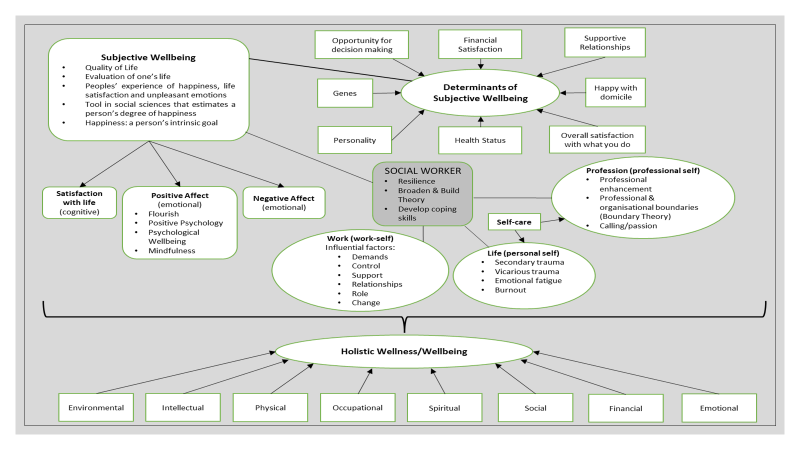 Subjective Wellbeing
• Quality of Life
• Evaluation of one's life
• Peoples' experience of happiness, life
satisfaction and unpleasant emotions
• Tool in social sciences that estimates a
person's degree of happiness
• Happiness: a person's intrinsic goal
Opportunity for
decision making
Financial
Satisfaction
Supportive
Relationships
Genes
Determinants of
Subjective Wellbeing
Happy with
domicile
Personality
Health Status
Overall satisfaction
with what you do
Satisfaction
with life
(cognitive)
Positive Affect
(emotional)
• Flourish
• Positive Psychology
• Psychological
Wellbeing
• Mindfulness
Negative Affect
(emotional)
SOCIAL WORKER
• Resilience
• Broaden & Build
Theory
• Develop coping
skills
Profession (professional self)
• Professional
enhancement
• Professional &
organisational boundaries
(Boundary Theory)
• Calling/passion
Self-care
Work (work-self)
Influential factors:
• Demands
• Control
• Support
• Relationships
• Role
• Change
Life (personal self)
• Secondary trauma
• Vicarious trauma
• Emotional fatigue
• Burnout
Holistic Wellness/Wellbeing
Environmental
Intellectual
Physical
Occupational
Spiritual
Social
Financial
Emotional